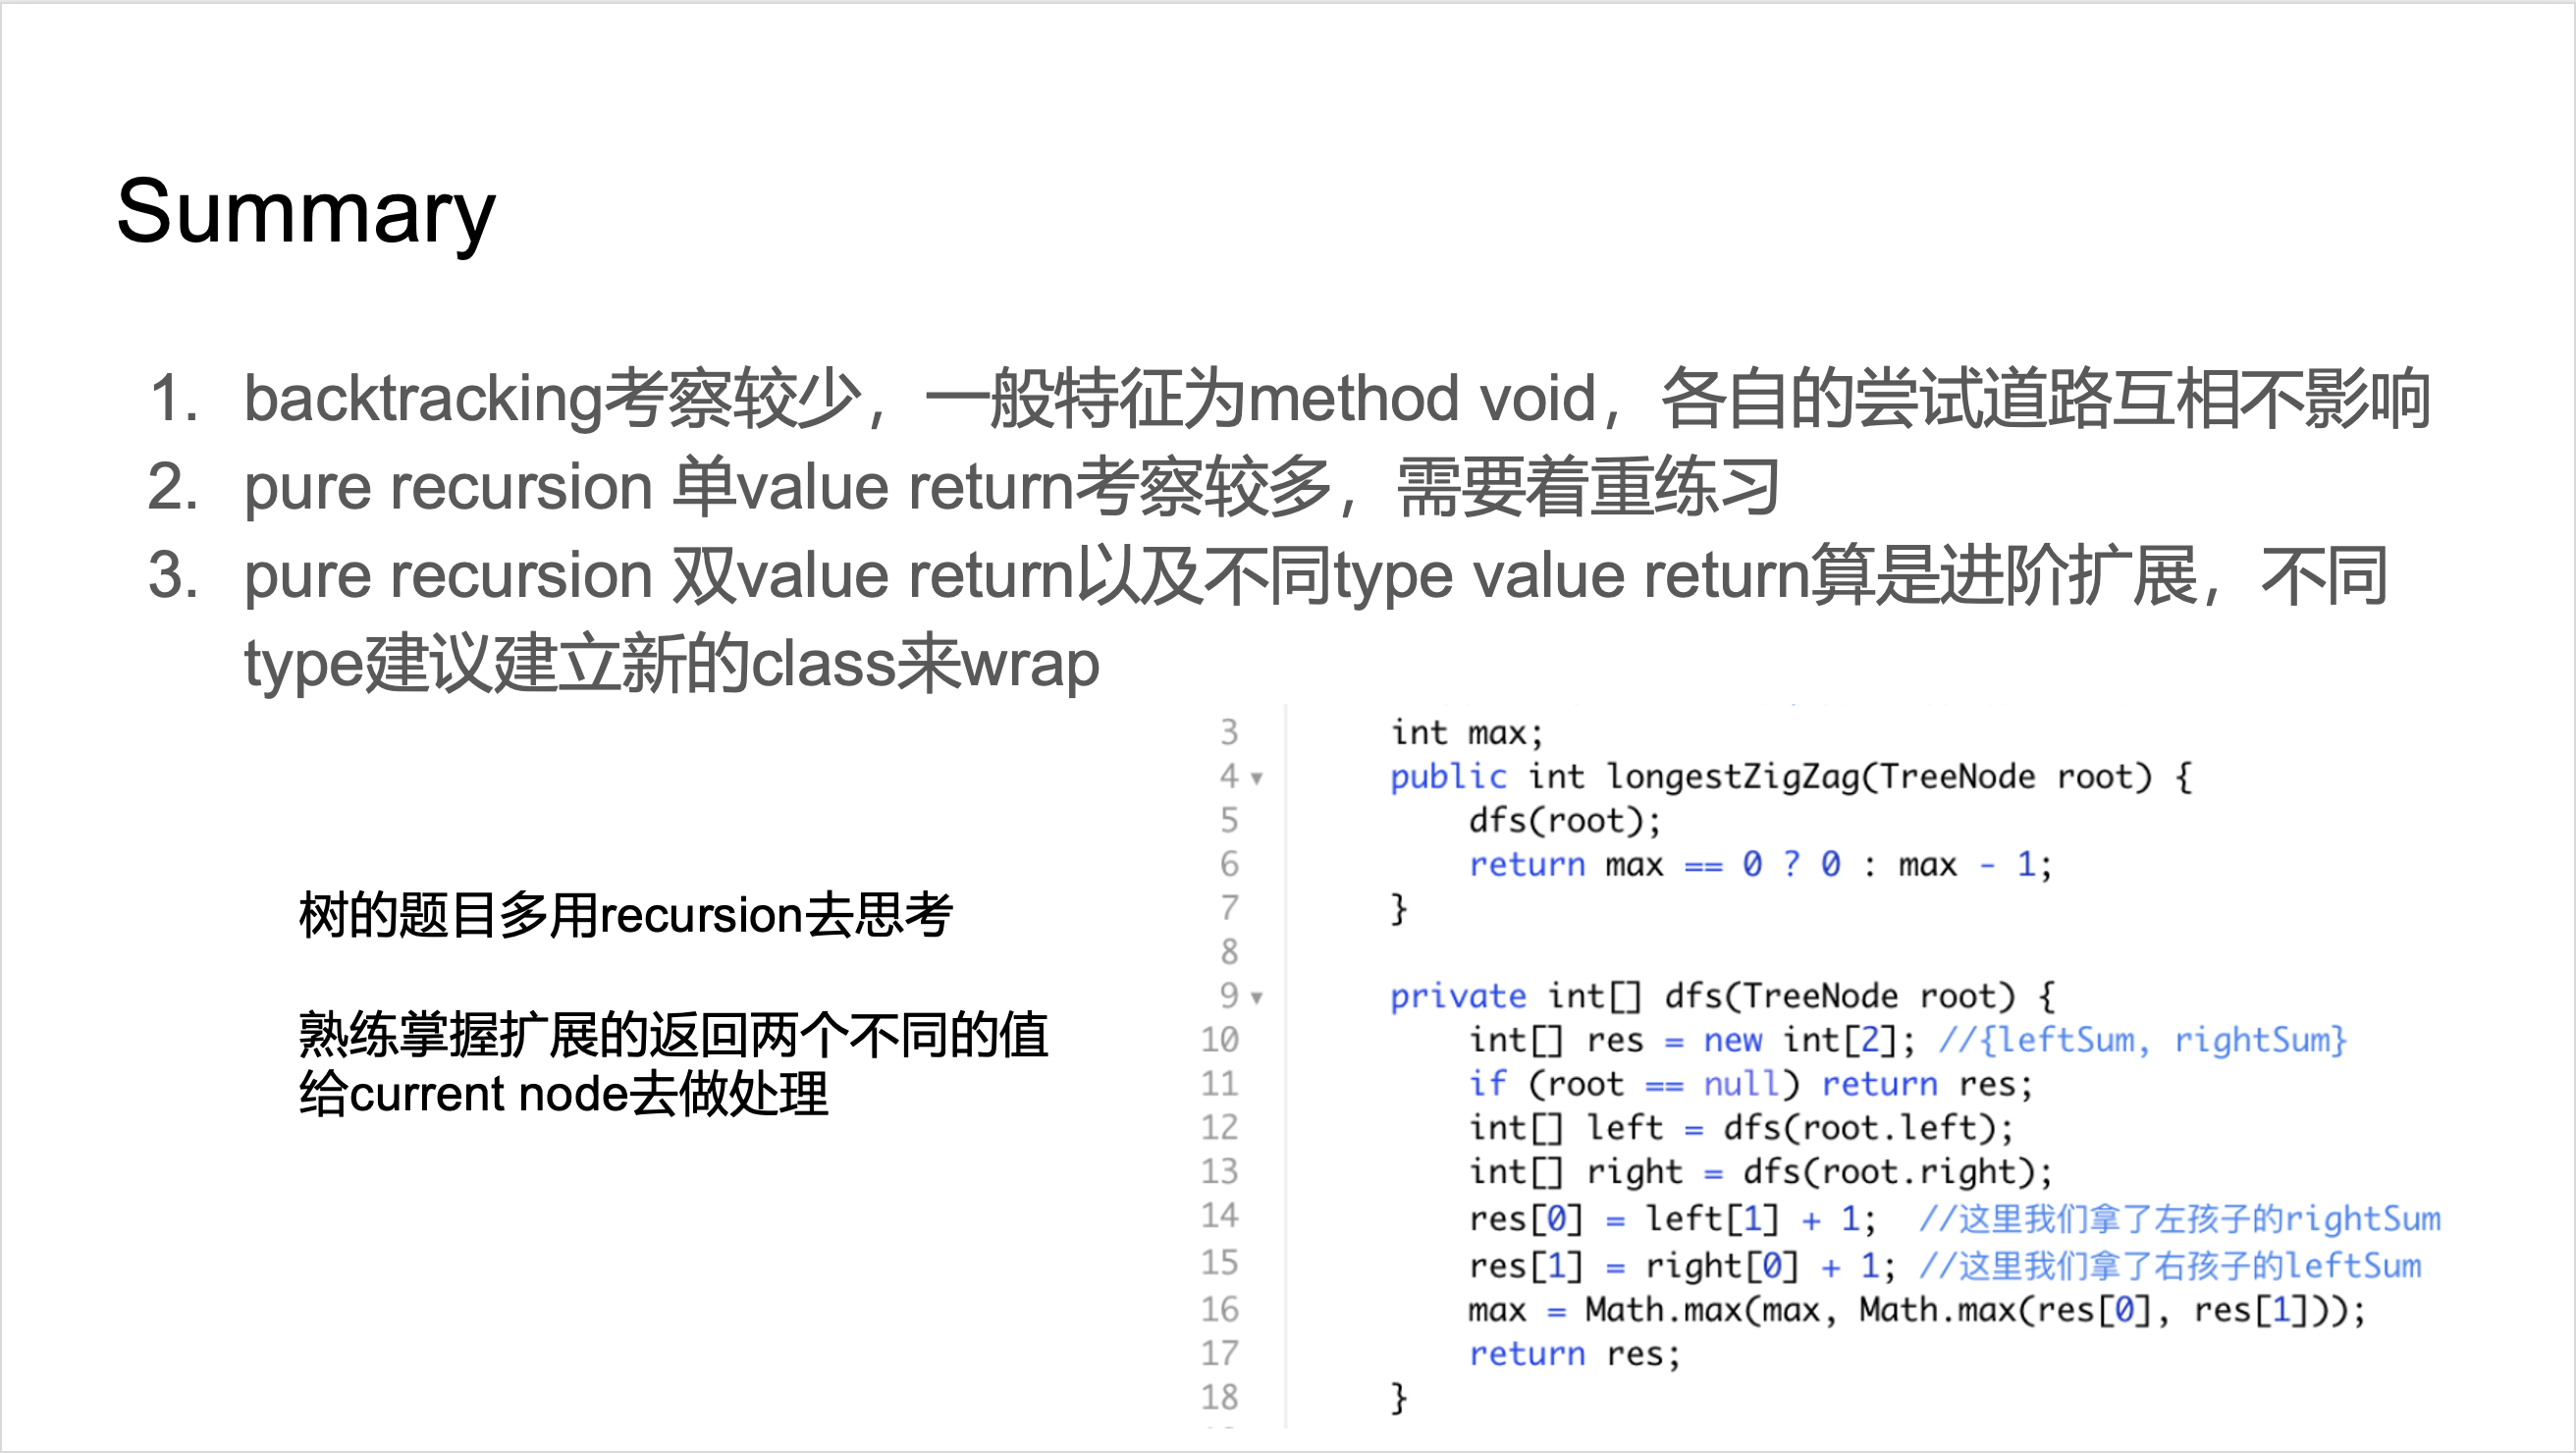 Summary
1. backtracking考察较少，一般特征为method void，各自的尝试道路互相不影响
2. pure recursion 单value return考察较多，需要着重练习
3. pure recursion 双value return以及不同type value return算是进阶扩展，不同
type建议建立新的class来wrap
树的题目多用recursion去思考
熟练掌握扩展的返回两个不同的值
给current node去做处理
3 int max;
4 public int longestZigZag(TreeNode root) {
5 dfs(root);
6 return max == 0 ? 0 : max - 1;
7 }
8
9 private int[] dfs(TreeNode root) {
10 int[] res = new int[2]; //{leftSum, rightSum}
11 if (root == null) return res;
12 int[] left = dfs(root.left);
13 int[] right = dfs(root.right);
14 res[0] = left[1] + 1; //这里我们拿了左孩子的rightSum
15 res[1] = right[0] + 1; //这里我们拿了右孩子的leftSum
16 max = Math.max(max, Math.max(res[0], res[1]));
17 return res;
18 }